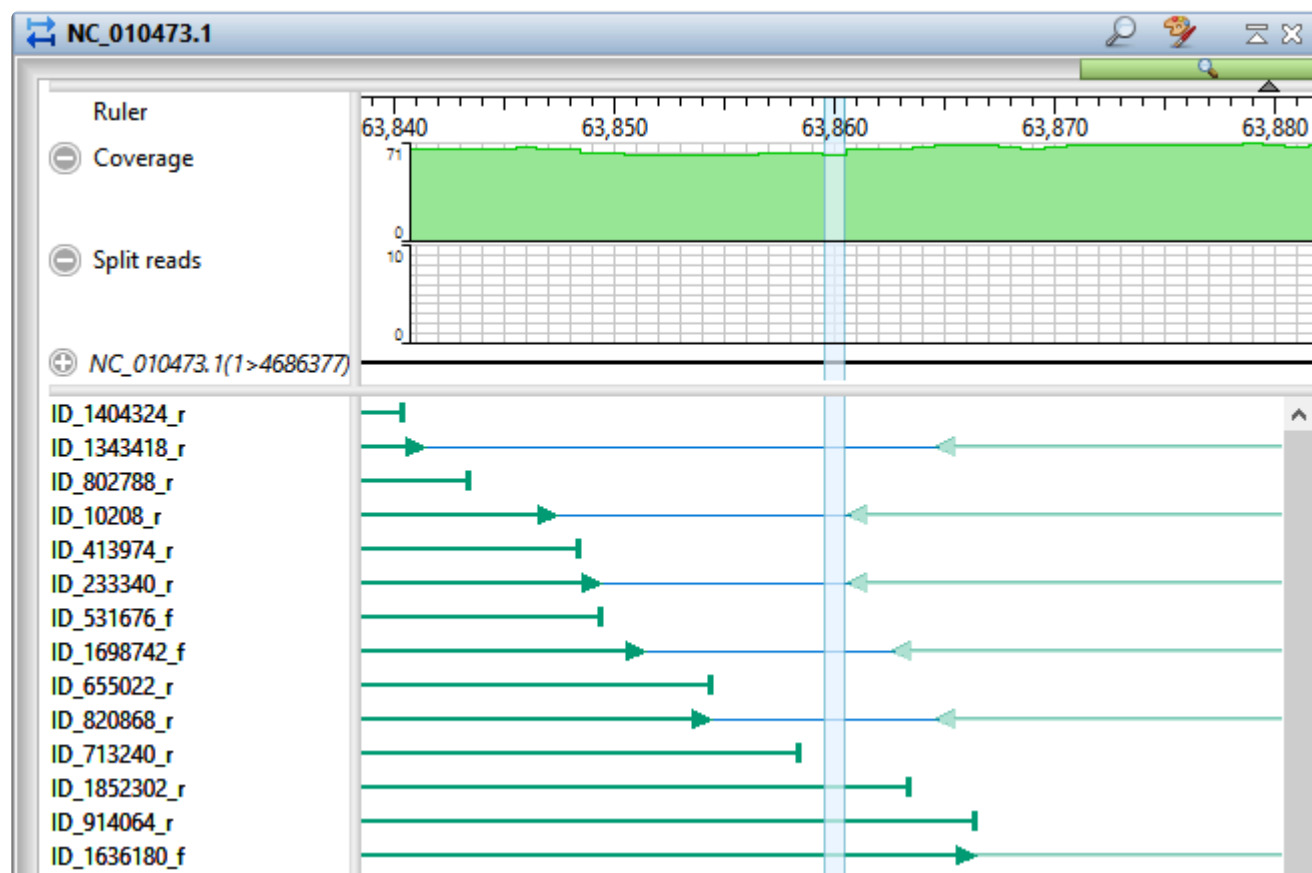 NC_010473.1
Ruler
63,840 63,850 63,860 63,870 63,880
Coverage
71
0
Split reads
10
0
NC_010473.1(1>4686377)
ID_1404324_r
ID_1343418_r
ID_802788_r
ID_10208_r
ID_413974_r
ID_233340_r
ID_531676_f
ID_1698742_f
ID_655022_r
ID_820868_r
ID_713240_r
ID_1852302_r
ID_914064_r
ID_1636180_f